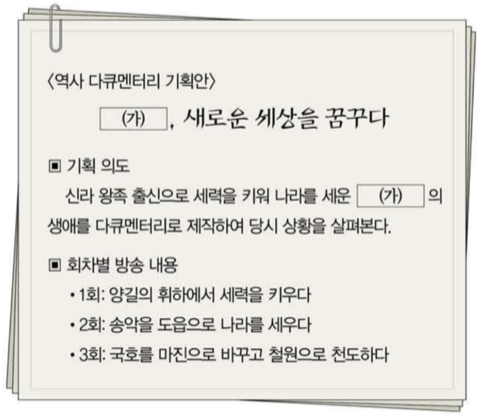 〈역사 다큐멘터리 기획안〉
(가), 새로운 세상을 꿈꾸다
▣ 기획 의도
신라 왕족 출신으로 세력을 키워 나라를 세운 (가) 의
생애를 다큐멘터리로 제작하여 당시 상황을 살펴본다.
▣ 회차별 방송 내용
• 1회: 양길의 휘하에서 세력을 키우다
• 2회: 송악을 도읍으로 나라를 세우다
• 3회: 국호를 마진으로 바꾸고 철원으로 천도하다